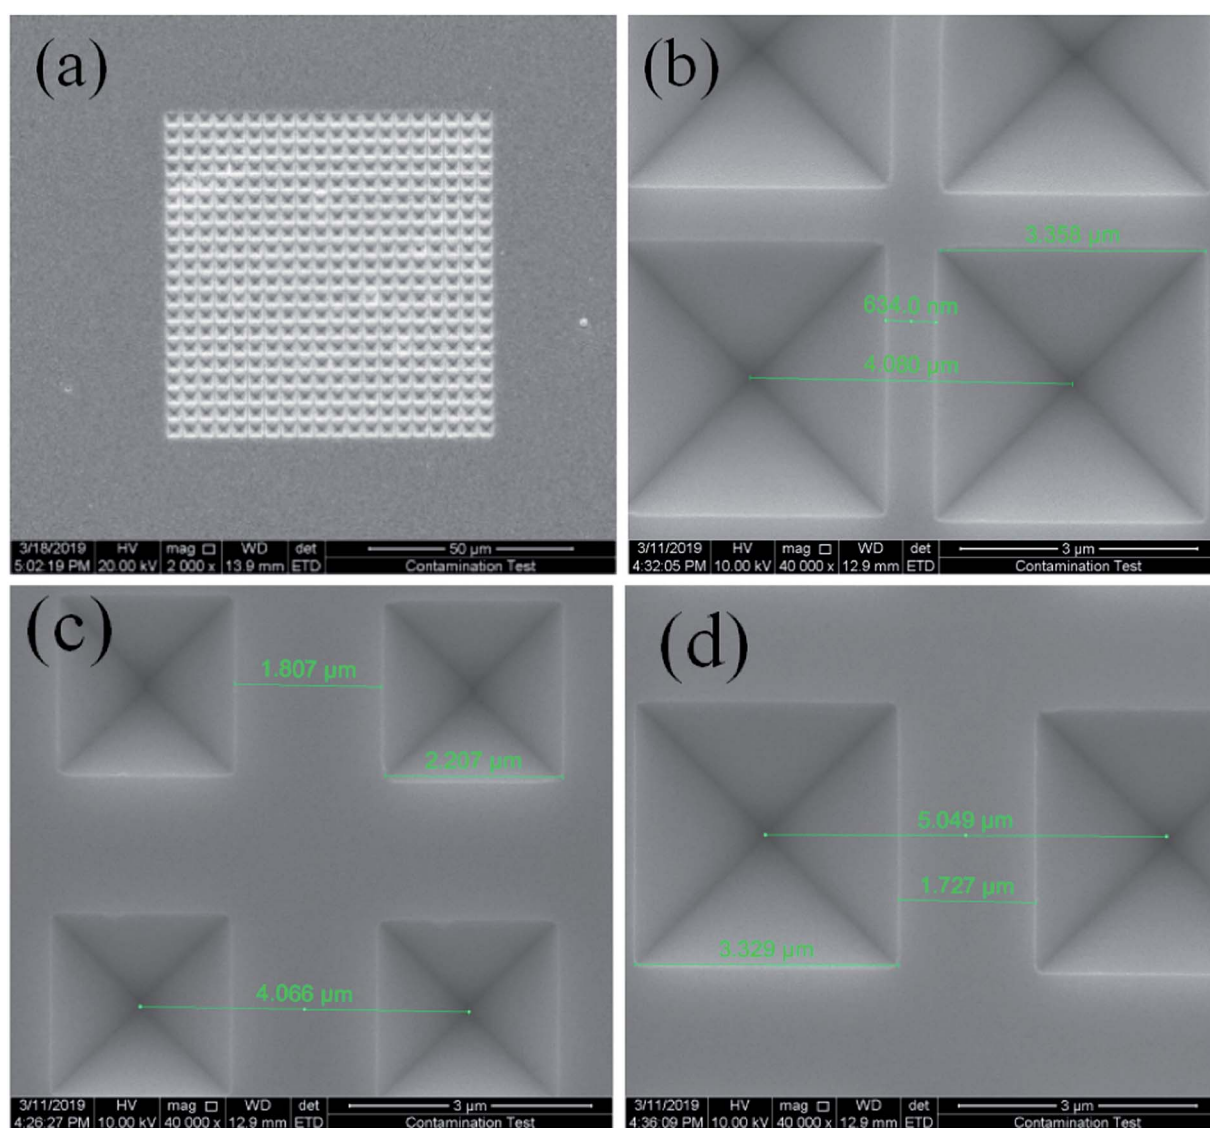 (a)
3/18/2019 HV mag WD det 50 µm
5:02:19 PM 20.00 kV 2 000 x 13.9 mm ETD Contamination Test
(b)
3.388 µm
634.0 nm
4.080 µm
3/11/2019 HV mag WD det 3 µm
4:32:05 PM 10.00 kV 40 000 x 12.9 mm ETD Contamination Test
(c)
1.807 µm
2.207 µm
4.066 µm
3/11/2019 HV mag WD det 3 µm
4:26:27 PM 10.00 kV 40 000 x 12.9 mm ETD Contamination Test
(d)
5.049 µm
1.727 µm
3.329 µm
3/11/2019 HV mag WD det 3 µm
4:36:09 PM 10.00 kV 40 000 x 12.9 mm ETD Contamination Test